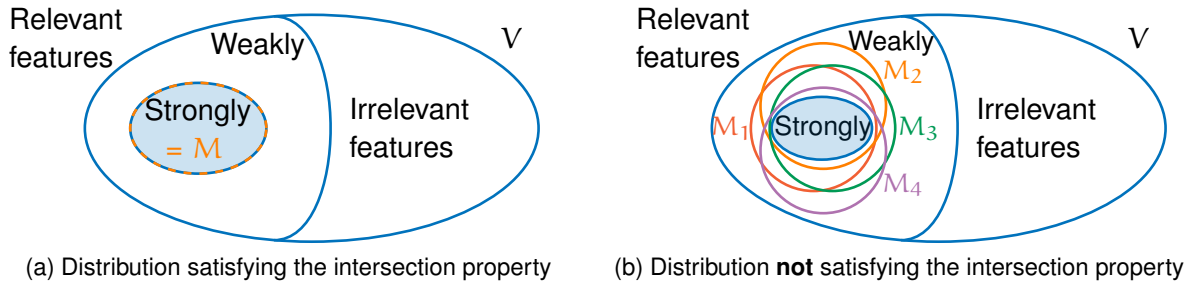 Relevant
features
Weakly
V
Strongly
= M
Irrelevant
features
(a) Distribution satisfying the intersection property
Relevant
features
Weakly
V
M2
M1
Strongly
M3
Irrelevant
features
M4
(b) Distribution not satisfying the intersection property